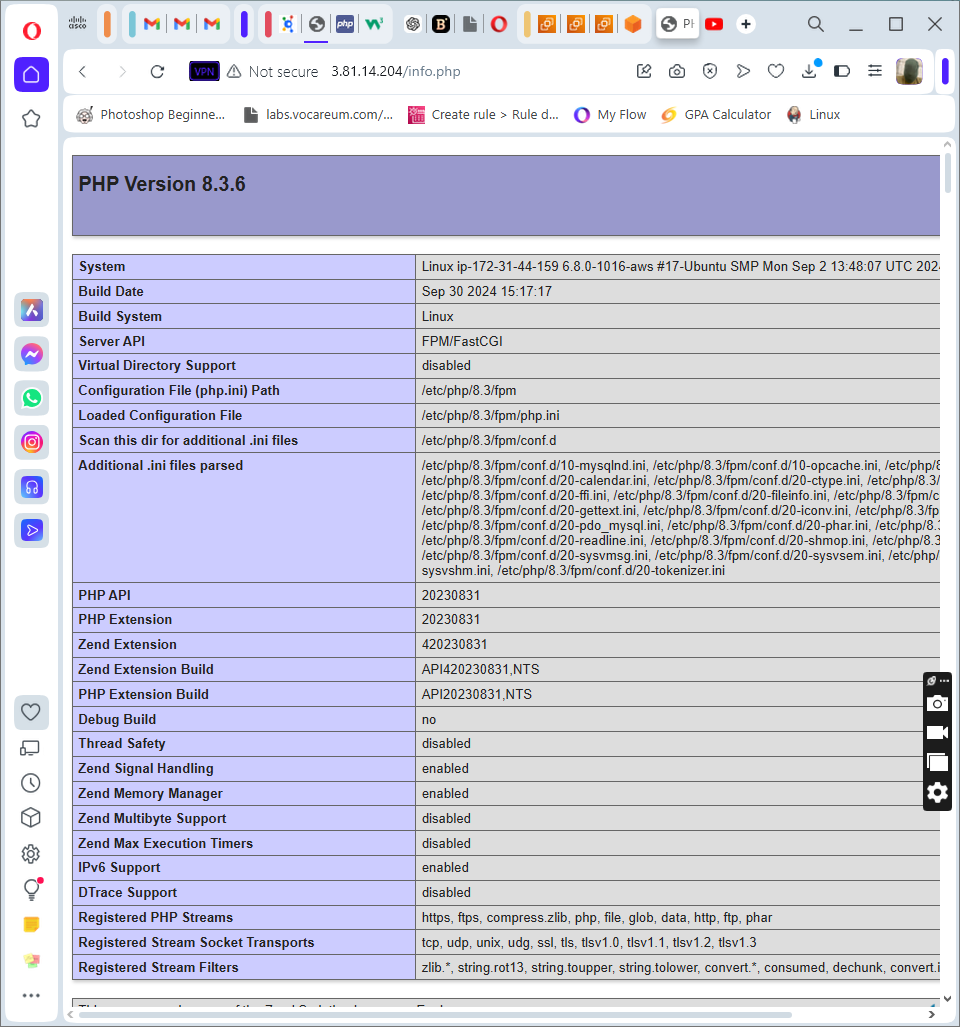 cisco
php
B
PH
VPN Not secure 3.81.14.204/info.php
Photoshop Beginne... labs.vocareum.com/... Create rule > Rule d... My Flow GPA Calculator Linux
PHP Version 8.3.6
System Linux ip-172-31-44-159 6.8.0-1016-aws #17-Ubuntu SMP Mon Sep 2 13:48:07 UTC 202
Build Date Sep 30 2024 15:17:17
Build System Linux
Server API FPM/FastCGI
Virtual Directory Support disabled
Configuration File (php.ini) Path /etc/php/8.3/fpm
Loaded Configuration File /etc/php/8.3/fpm/php.ini
Scan this dir for additional .ini files /etc/php/8.3/fpm/conf.d
Additional .ini files parsed /etc/php/8.3/fpm/conf.d/10-mysqlnd.ini, /etc/php/8.3/fpm/conf.d/10-opcache.ini, /etc/php/8
/etc/php/8.3/fpm/conf.d/20-calendar.ini, /etc/php/8.3/fpm/conf.d/20-ctype.ini, /etc/php/8.3
/etc/php/8.3/fpm/conf.d/20-ffi.ini, /etc/php/8.3/fpm/conf.d/20-fileinfo.ini, /etc/php/8.3/fpm/c
/etc/php/8.3/fpm/conf.d/20-gettext.ini, /etc/php/8.3/fpm/conf.d/20-iconv.ini, /etc/php/8.3/fp
/etc/php/8.3/fpm/conf.d/20-pdo_mysql.ini, /etc/php/8.3/fpm/conf.d/20-phar.ini, /etc/php/8.
/etc/php/8.3/fpm/conf.d/20-readline.ini, /etc/php/8.3/fpm/conf.d/20-shmop.ini, /etc/php/8.3
/etc/php/8.3/fpm/conf.d/20-sysvmsg.ini, /etc/php/8.3/fpm/conf.d/20-sysvsem.ini, /etc/php/
sysvshm.ini, /etc/php/8.3/fpm/conf.d/20-tokenizer.ini
PHP API 20230831
PHP Extension 20230831
Zend Extension 420230831
Zend Extension Build API420230831,NTS
PHP Extension Build API20230831,NTS
Debug Build no
Thread Safety disabled
Zend Signal Handling enabled
Zend Memory Manager enabled
Zend Multibyte Support disabled
Zend Max Execution Timers disabled
IPv6 Support enabled
DTrace Support disabled
Registered PHP Streams https, ftps, compress.zlib, php, file, glob, data, http, ftp, phar
Registered Stream Socket Transports tcp, udp, unix, udg, ssl, tls, tlsv1.0, tlsv1.1, tlsv1.2, tlsv1.3
Registered Stream Filters zlib.*, string.rot13, string.toupper, string.tolower, convert.*, consumed, dechunk, convert.i